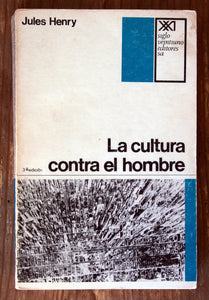 Jules Henry
siglo
veintiuno
editores
sa
La cultura
contra el hombre
3ª edición